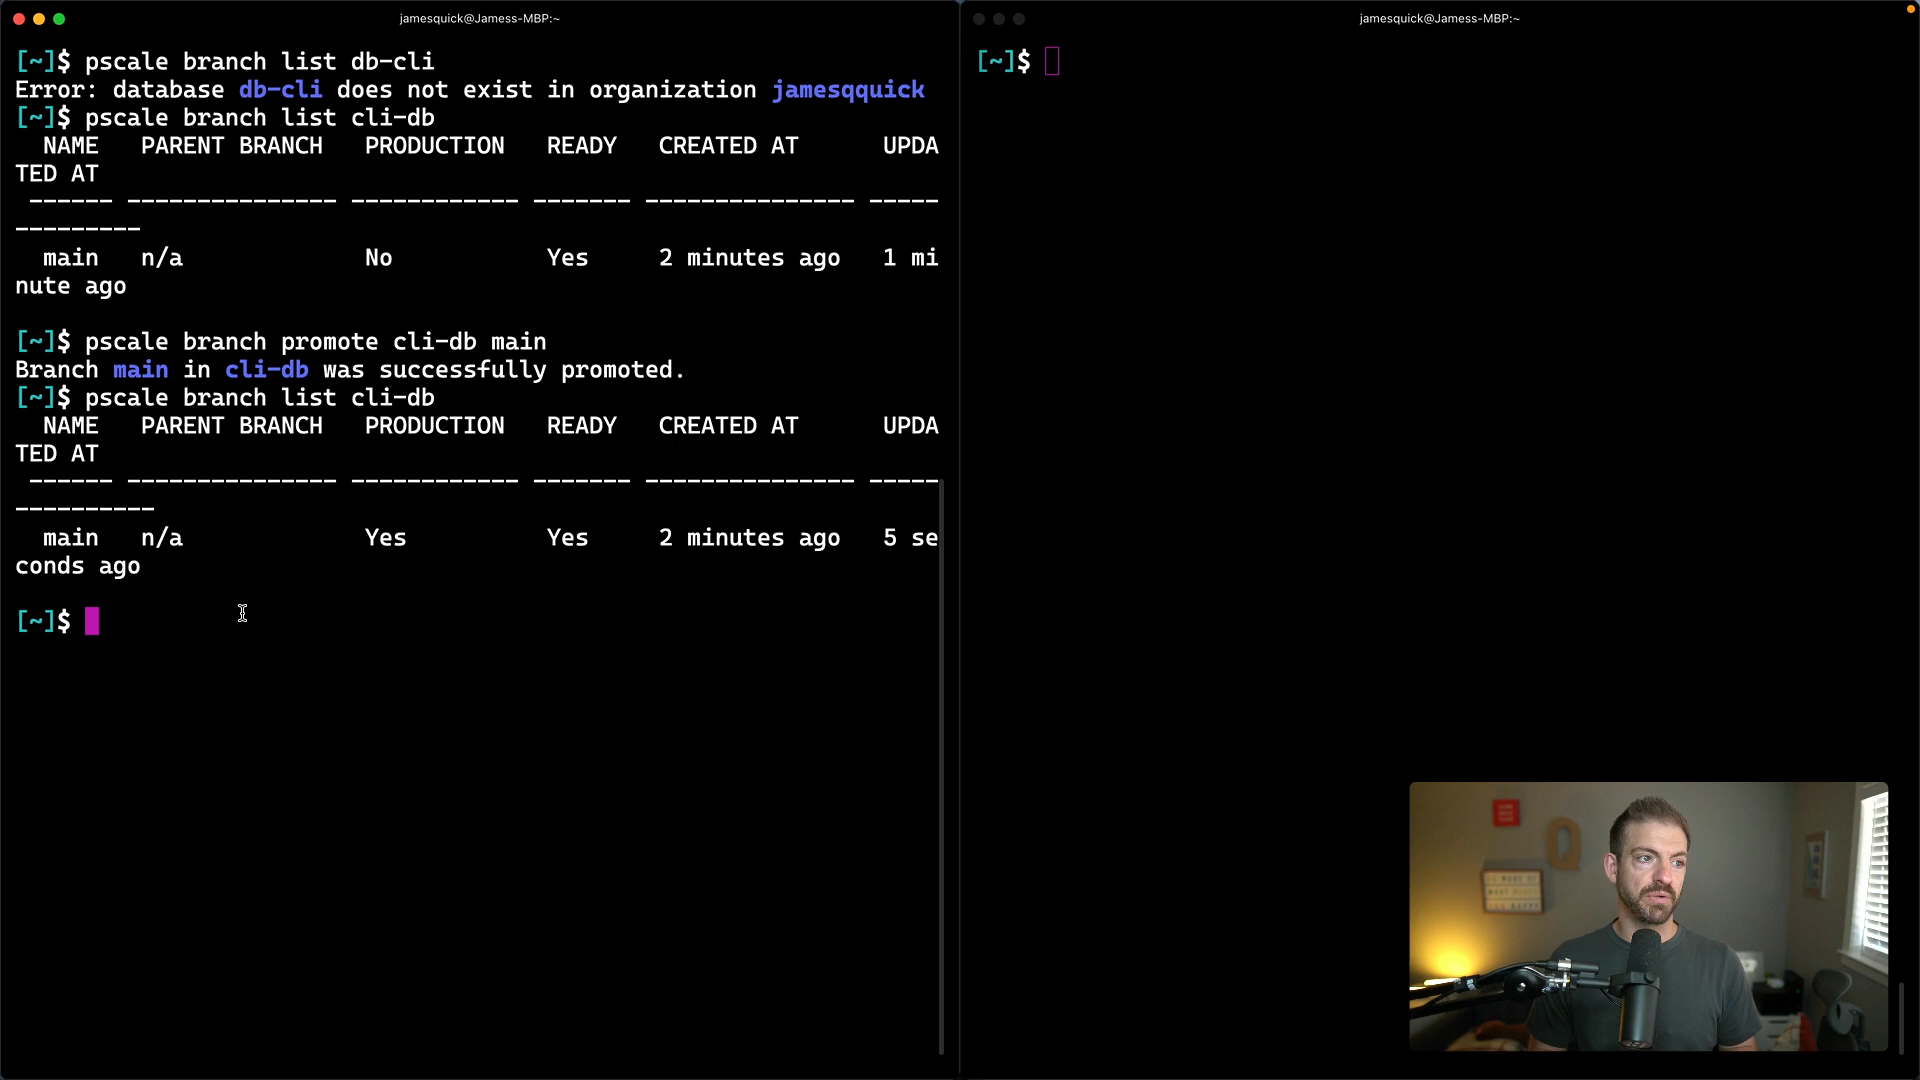 jamesquick@Jamess-MBP:~
[~]$ pscale branch list db-cli
Error: database db-cli does not exist in organization jamesqquick
[~]$ pscale branch list cli-db
NAME PARENT BRANCH PRODUCTION READY CREATED AT UPDA
TED AT
------ --------------- ------------ ------- --------------- -----
---------
main n/a No Yes 2 minutes ago 1 mi
nute ago
[~]$ pscale branch promote cli-db main
Branch main in cli-db was successfully promoted.
[~]$ pscale branch list cli-db
NAME PARENT BRANCH PRODUCTION READY CREATED AT UPDA
TED AT
------ --------------- ------------ ------- --------------- -----
----------
main n/a Yes Yes 2 minutes ago 5 se
conds ago
[~]$
jamesquick@Jamess-MBP:~
[~]$
Q